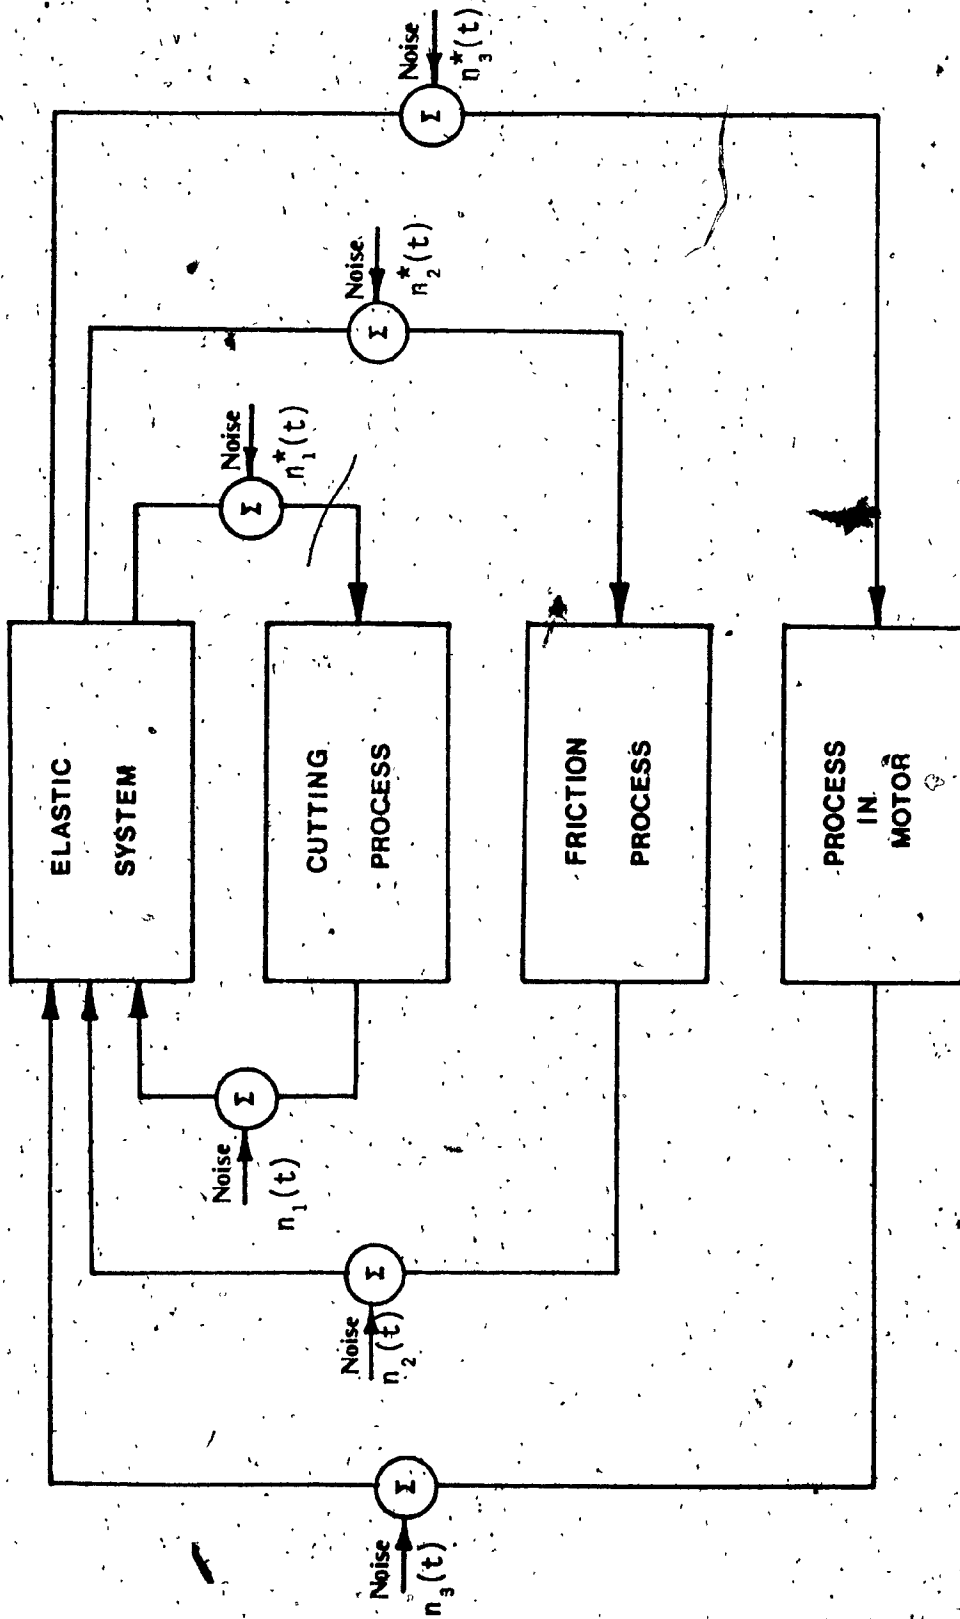 ELASTIC
SYSTEM
CUTTING
PROCESS
FRICTION
PROCESS
PROCESS
IN
MOTOR
Noise
n₁(t)
Σ
Noise
n₂(t)
Σ
Noise
n₃(t)
Σ
Noise
n₁*(t)
Σ
Noise
n₂*(t)
Σ
Noise
n₃*(t)
Σ